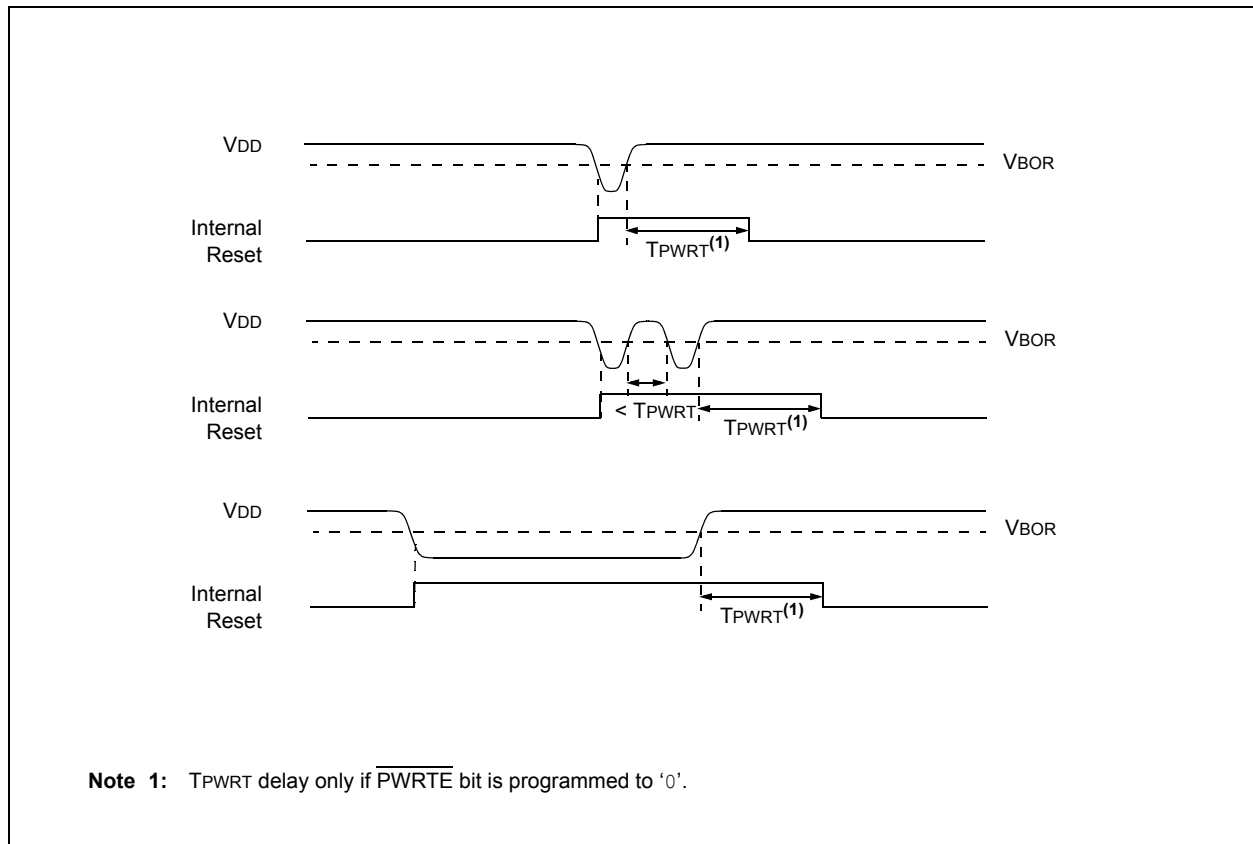 VDD
VBOR
Internal
Reset
TPWRT(1)
VDD
VBOR
Internal
Reset
< TPWRT
TPWRT(1)
VDD
VBOR
Internal
Reset
TPWRT(1)
Note 1: TPWRT delay only if PWRTE bit is programmed to ‘0’.